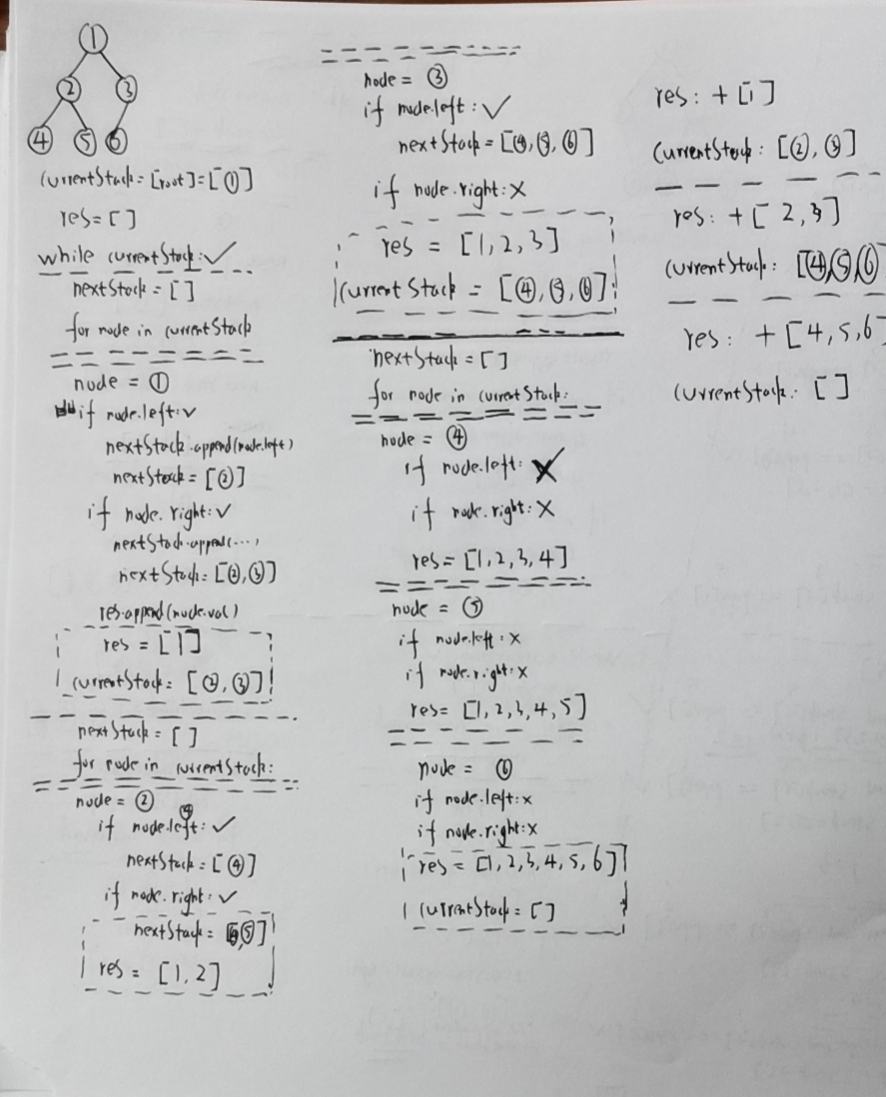 ①
② ③
④ ⑤ ⑥
currentStack = [root] = [①]
res = []
while currentStack: ✓
nextStack = []
for node in currentStack
node = ①
if node.left: ✓
nextStack.append(node.left)
nextStack = [②]
if node.right: ✓
nextStack.append(...,
nextStack = [②,③]
res.append(node.val)
res = [1]
currentStack = [②,③]
nextStack = []
for node in currentStack:
node = ②
④
if node.left: ✓
nextStack = [④]
if node.right: ✓
nextStack = [④,⑤]
res = [1,2]
node = ③
if node.left: ✓
nextStack = [④,⑤,⑥]
if node.right: X
res = [1,2,3]
currentStack = [④,⑤,⑥]
nextStack = []
for node in currentStack:
node = ④
if node.left: X
if node.right: X
res = [1,2,3,4]
node = ⑤
if node.left: x
if node.right: x
res = [1,2,3,4,5]
node = ⑥
if node.left: x
if node.right: x
res = [1,2,3,4,5,6]
currentStack = []
res: + [1]
currentStack: [②,③]
res: + [2,3]
currentStack: [④,⑤,⑥]
res: + [4,5,6]
currentStack: []